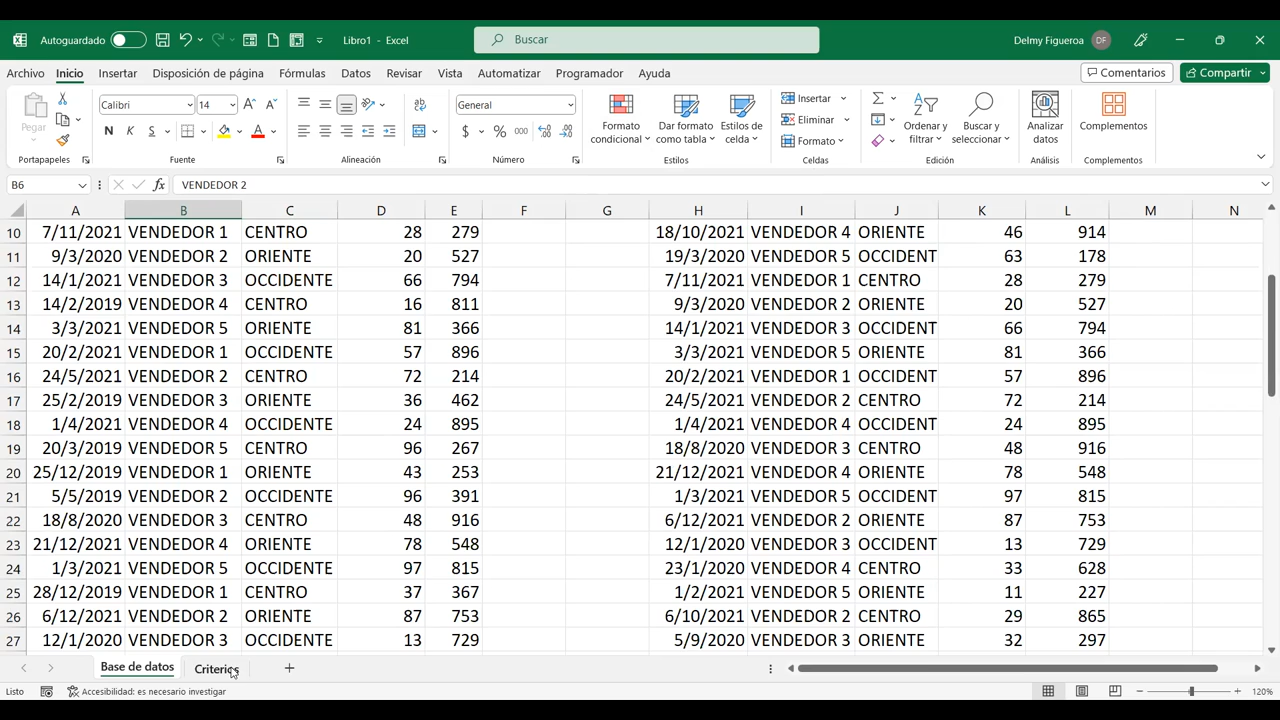 Autoguardado Libro1 - Excel Buscar Delmy Figueroa DF
Archivo Inicio Insertar Disposición de página Fórmulas Datos Revisar Vista Automatizar Programador Ayuda Comentarios Compartir
Pegar Calibri 14 General Formato condicional Dar formato como tabla Estilos de celda Insertar Eliminar Formato Ordenar y filtrar Buscar y seleccionar Analizar datos Complementos
N K S $ % 000
Portapapeles Fuente Alineación Número Estilos Celdas Edición Análisis Complementos
B6 fx VENDEDOR 2
A B C D E F G H I J K L M N
10 7/11/2021 VENDEDOR 1 CENTRO 28 279 18/10/2021 VENDEDOR 4 ORIENTE 46 914
11 9/3/2020 VENDEDOR 2 ORIENTE 20 527 19/3/2020 VENDEDOR 5 OCCIDENT 63 178
12 14/1/2021 VENDEDOR 3 OCCIDENTE 66 794 7/11/2021 VENDEDOR 1 CENTRO 28 279
13 14/2/2019 VENDEDOR 4 CENTRO 16 811 9/3/2020 VENDEDOR 2 ORIENTE 20 527
14 3/3/2021 VENDEDOR 5 ORIENTE 81 366 14/1/2021 VENDEDOR 3 OCCIDENT 66 794
15 20/2/2021 VENDEDOR 1 OCCIDENTE 57 896 3/3/2021 VENDEDOR 5 ORIENTE 81 366
16 24/5/2021 VENDEDOR 2 CENTRO 72 214 20/2/2021 VENDEDOR 1 OCCIDENT 57 896
17 25/2/2019 VENDEDOR 3 ORIENTE 36 462 24/5/2021 VENDEDOR 2 CENTRO 72 214
18 1/4/2021 VENDEDOR 4 OCCIDENTE 24 895 1/4/2021 VENDEDOR 4 OCCIDENT 24 895
19 20/3/2019 VENDEDOR 5 CENTRO 96 267 18/8/2020 VENDEDOR 3 CENTRO 48 916
20 25/12/2019 VENDEDOR 1 ORIENTE 43 253 21/12/2021 VENDEDOR 4 ORIENTE 78 548
21 5/5/2019 VENDEDOR 2 OCCIDENTE 96 391 1/3/2021 VENDEDOR 5 OCCIDENT 97 815
22 18/8/2020 VENDEDOR 3 CENTRO 48 916 6/12/2021 VENDEDOR 2 ORIENTE 87 753
23 21/12/2021 VENDEDOR 4 ORIENTE 78 548 12/1/2020 VENDEDOR 3 OCCIDENT 13 729
24 1/3/2021 VENDEDOR 5 OCCIDENTE 97 815 23/1/2020 VENDEDOR 4 CENTRO 33 628
25 28/12/2019 VENDEDOR 1 CENTRO 37 367 1/2/2021 VENDEDOR 5 ORIENTE 11 227
26 6/12/2021 VENDEDOR 2 ORIENTE 87 753 6/10/2021 VENDEDOR 2 CENTRO 29 865
27 12/1/2020 VENDEDOR 3 OCCIDENTE 13 729 5/9/2020 VENDEDOR 3 ORIENTE 32 297
Base de datos Criterios
Listo Accesibilidad: es necesario investigar 120%